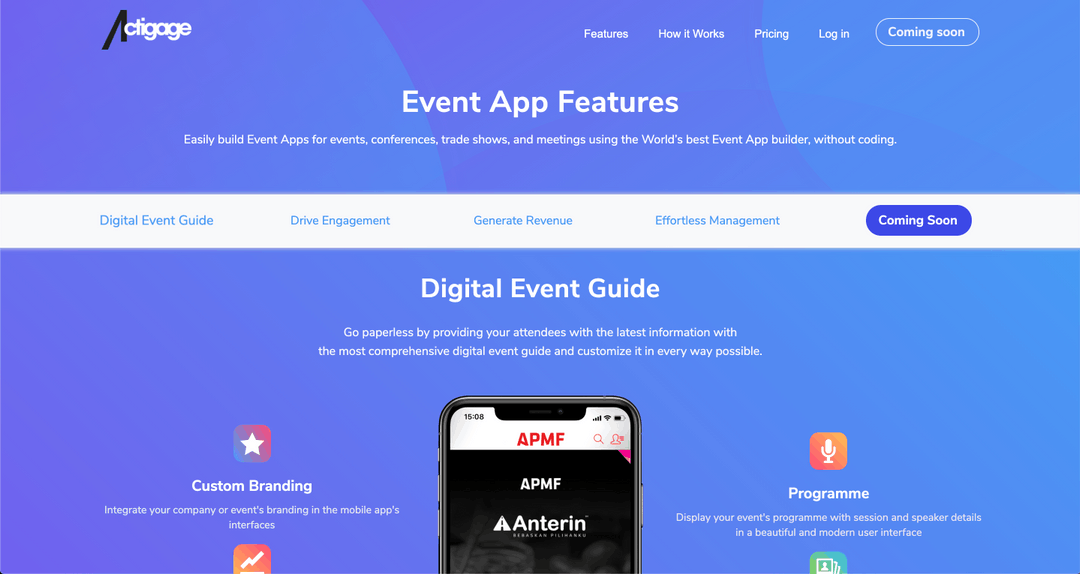 Actigage
Features
How it Works
Pricing
Log in
Coming soon
Event App Features
Easily build Event Apps for events, conferences, trade shows, and meetings using the World's best Event App builder, without coding.
Digital Event Guide
Drive Engagement
Generate Revenue
Effortless Management
Coming Soon
Digital Event Guide
Go paperless by providing your attendees with the latest information with
the most comprehensive digital event guide and customize it in every way possible.
Custom Branding
Integrate your company or event's branding in the mobile app's
interfaces
15:08
APMF
APMF
Anterin
BEBASKAN PILIHANKU
Programme
Display your event's programme with session and speaker details
in a beautiful and modern user interface